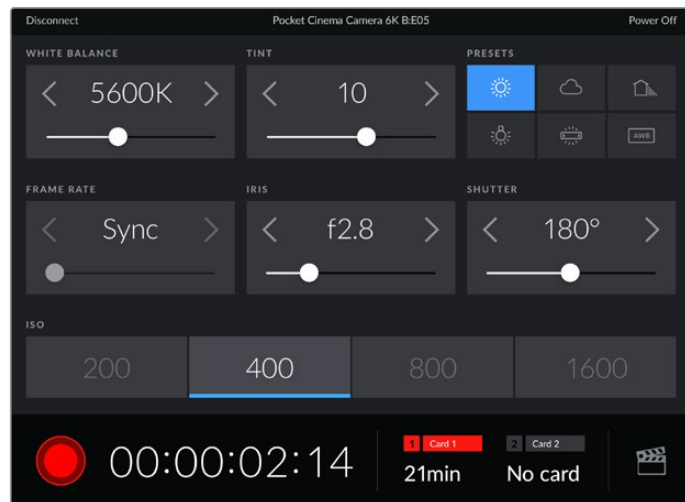 Disconnect Pocket Cinema Camera 6K B:E05 Power Off
WHITE BALANCE TINT PRESETS
5600K 10
AWB
FRAME RATE IRIS SHUTTER
Sync f2.8 180°
ISO
200 400 800 1600
1 Card 1 2 Card 2
00:00:02:14 21min No card